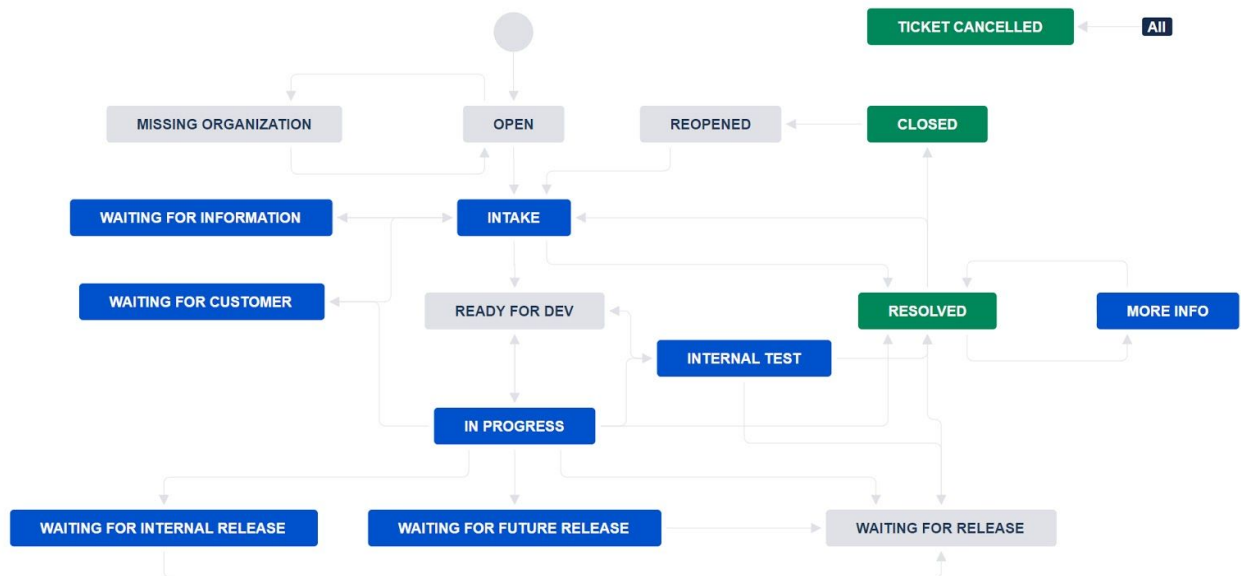 TICKET CANCELLED
All
MISSING ORGANIZATION
OPEN
REOPENED
CLOSED
WAITING FOR INFORMATION
INTAKE
WAITING FOR CUSTOMER
READY FOR DEV
RESOLVED
MORE INFO
INTERNAL TEST
IN PROGRESS
WAITING FOR INTERNAL RELEASE
WAITING FOR FUTURE RELEASE
WAITING FOR RELEASE